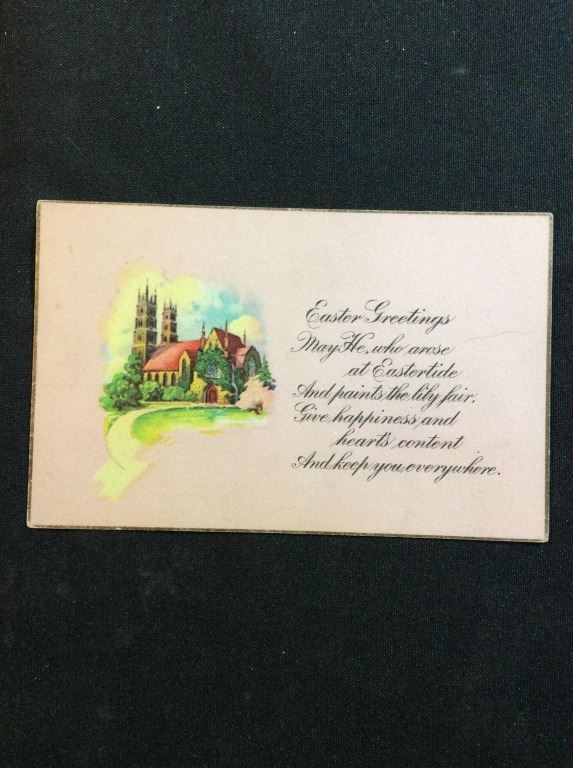 Easter Greetings
May He, who arose
at Eastertide
And paints the lily fair,
Give happiness, and
heart's content
And keep you everywhere.